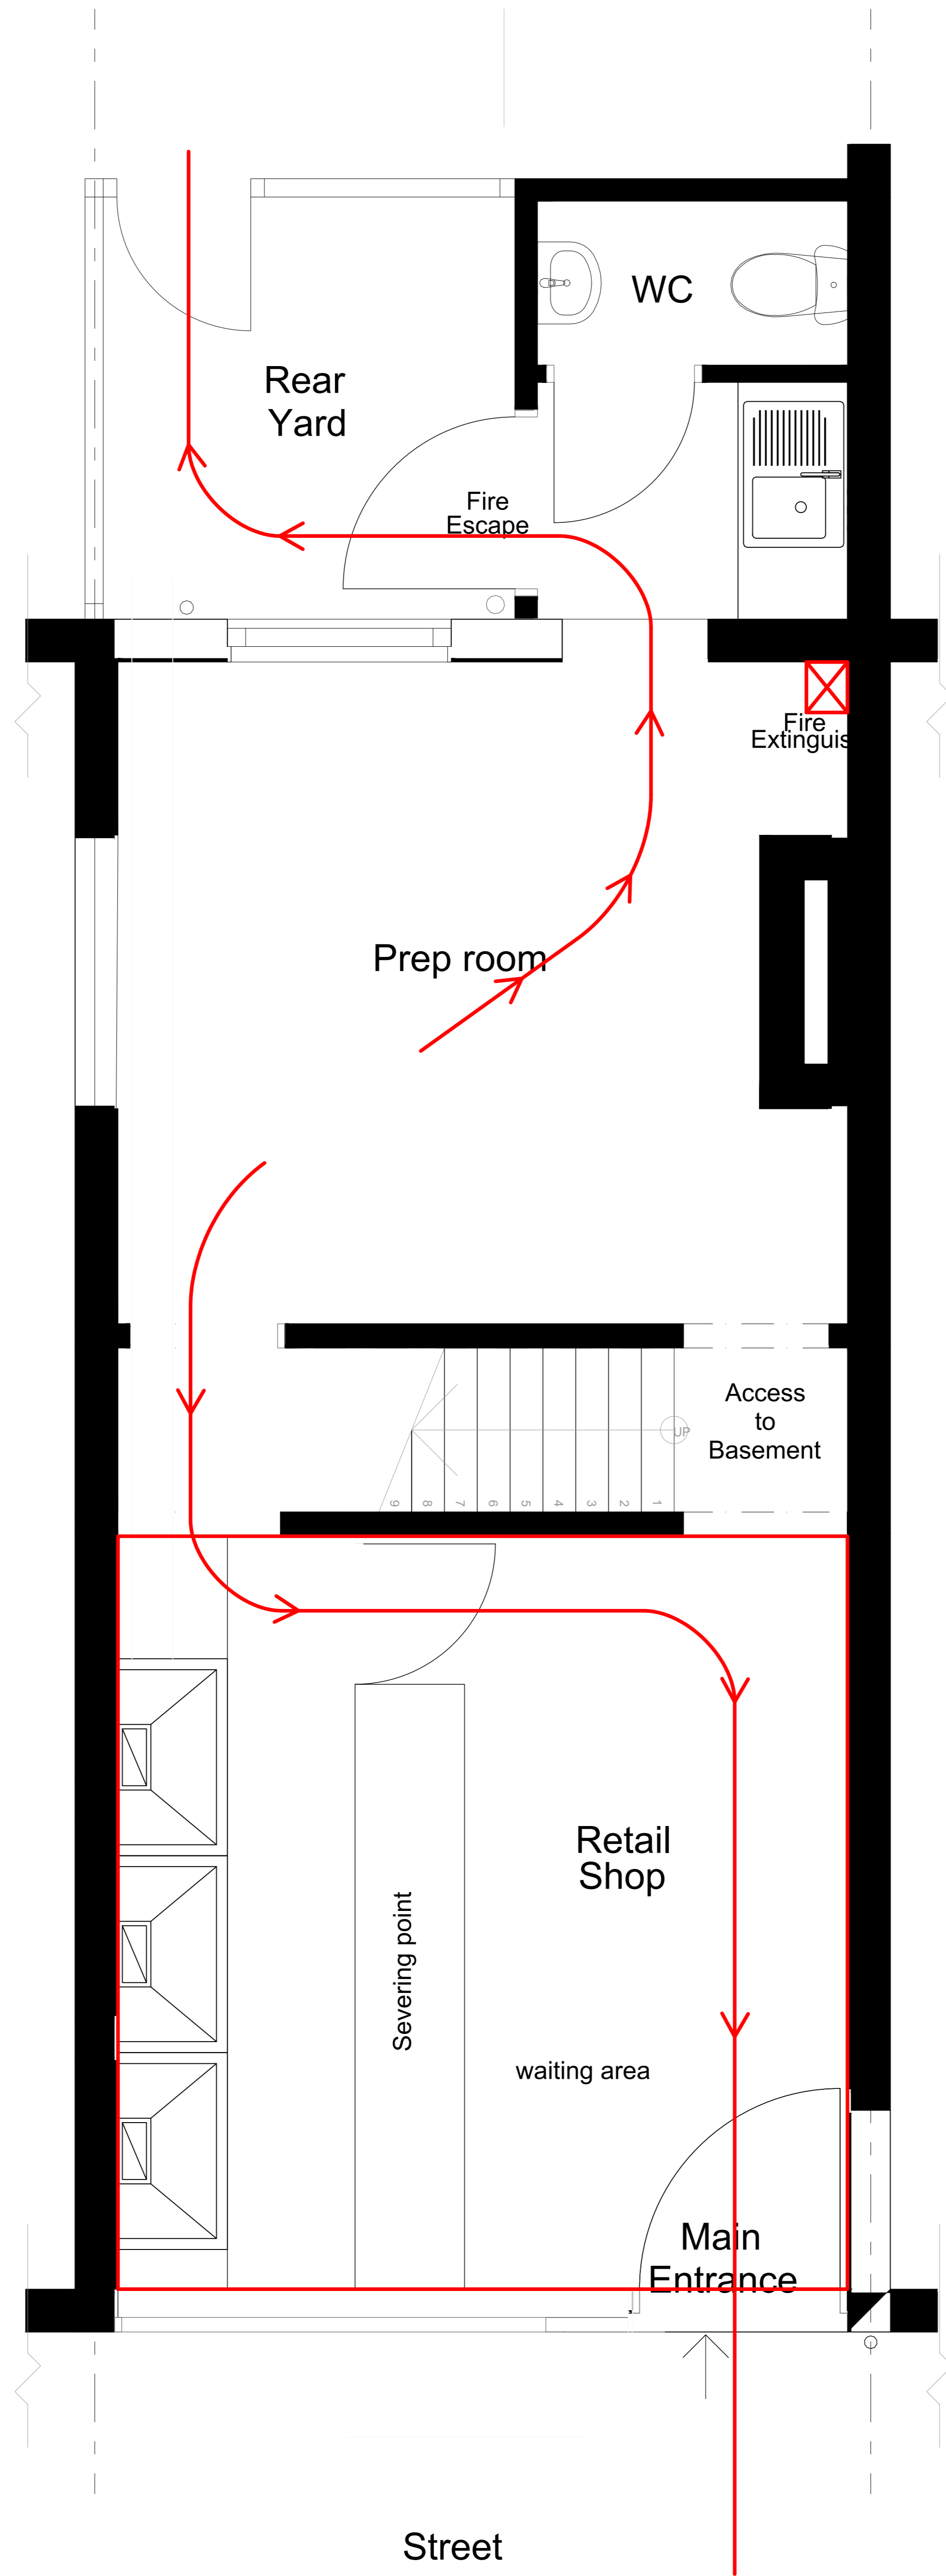 WC
Rear
Yard
Fire
Escape
Fire
Extinguis
Prep room
Access
to
Basement
UP
9 8 7 6 5 4 3 2 1
Retail
Shop
Severing point
waiting area
Main
Entrance
Street